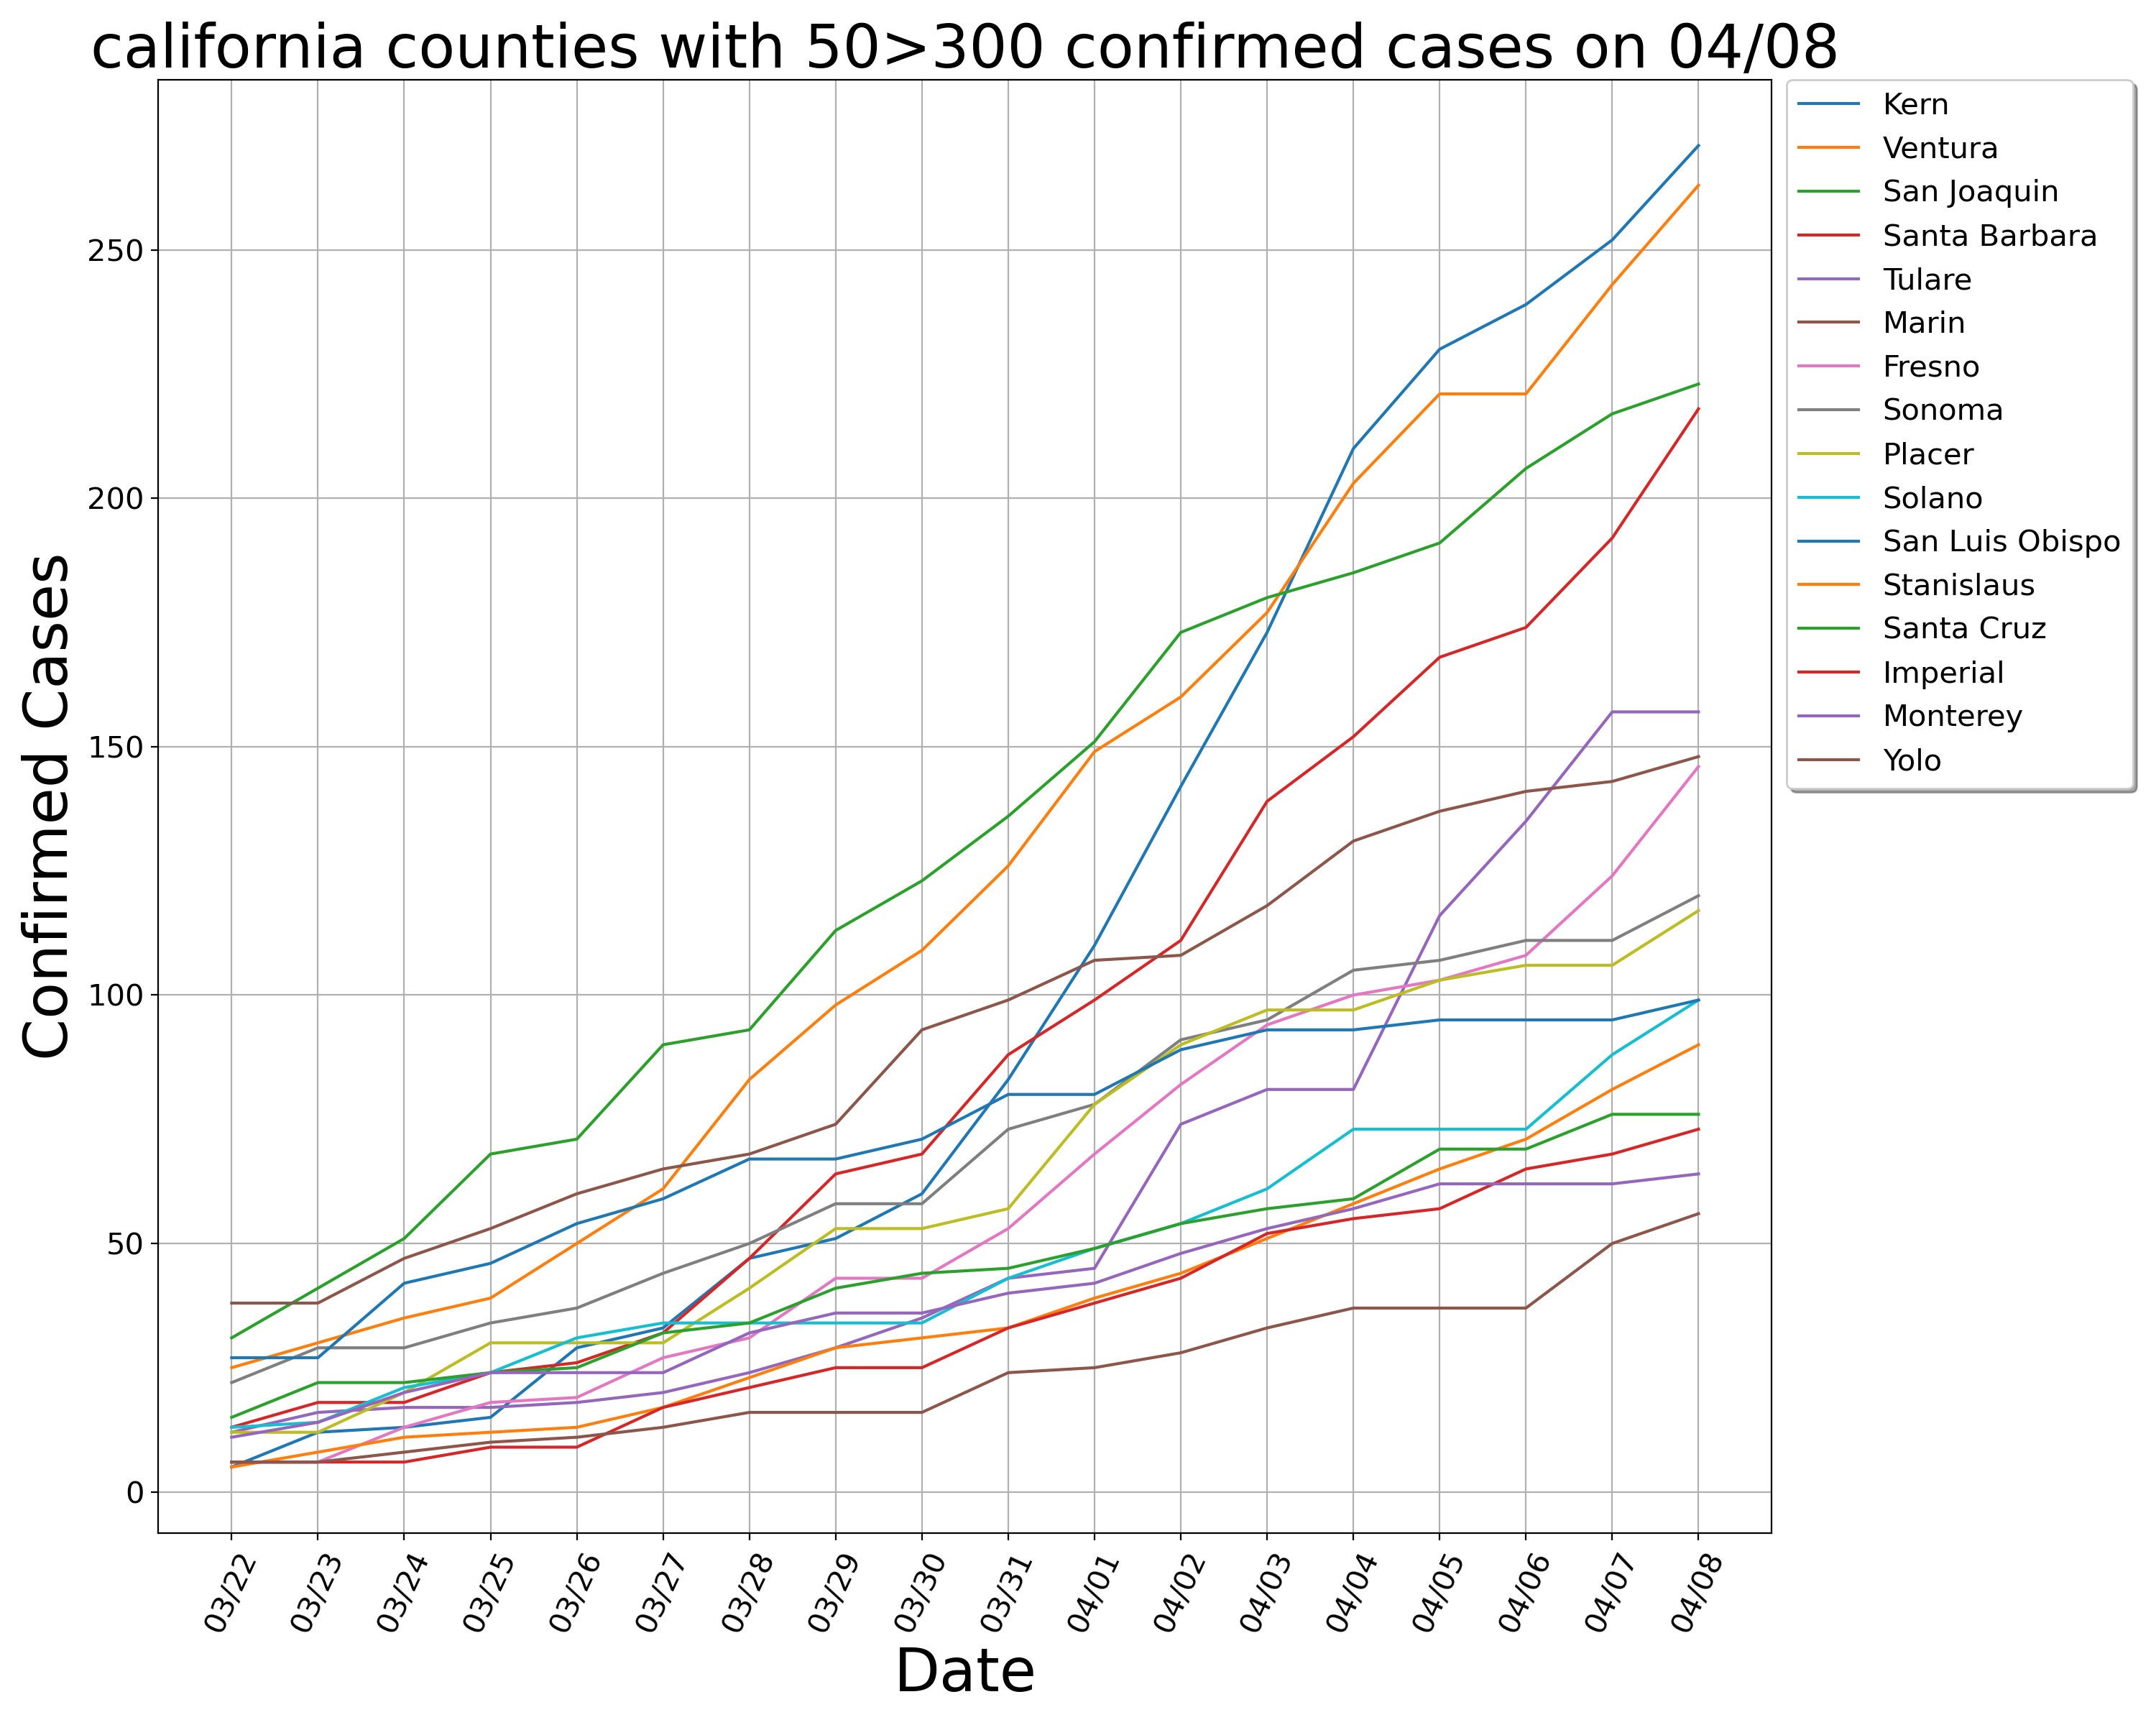 california counties with 50>300 confirmed cases on 04/08
Kern
Ventura
San Joaquin
Santa Barbara
Tulare
Marin
Fresno
Sonoma
Placer
Solano
San Luis Obispo
Stanislaus
Santa Cruz
Imperial
Monterey
Yolo
Confirmed Cases
250
200
150
100
50
0
03/22
03/23
03/24
03/25
03/26
03/27
03/28
03/29
03/30
03/31
04/01
04/02
04/03
04/04
04/05
04/06
04/07
04/08
Date